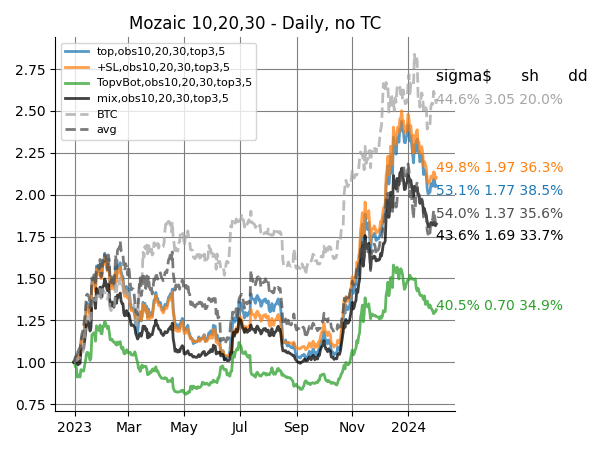 Mozaic 10,20,30 - Daily, no TC
top,obs10,20,30,top3,5
+SL,obs10,20,30,top3,5
TopvBot,obs10,20,30,top3,5
mix,obs10,20,30,top3,5
BTC
avg
sigma$ sh dd
44.6% 3.05 20.0%
49.8% 1.97 36.3%
53.1% 1.77 38.5%
54.0% 1.37 35.6%
43.6% 1.69 33.7%
40.5% 0.70 34.9%
2.75
2.50
2.25
2.00
1.75
1.50
1.25
1.00
0.75
2023 Mar May Jul Sep Nov 2024